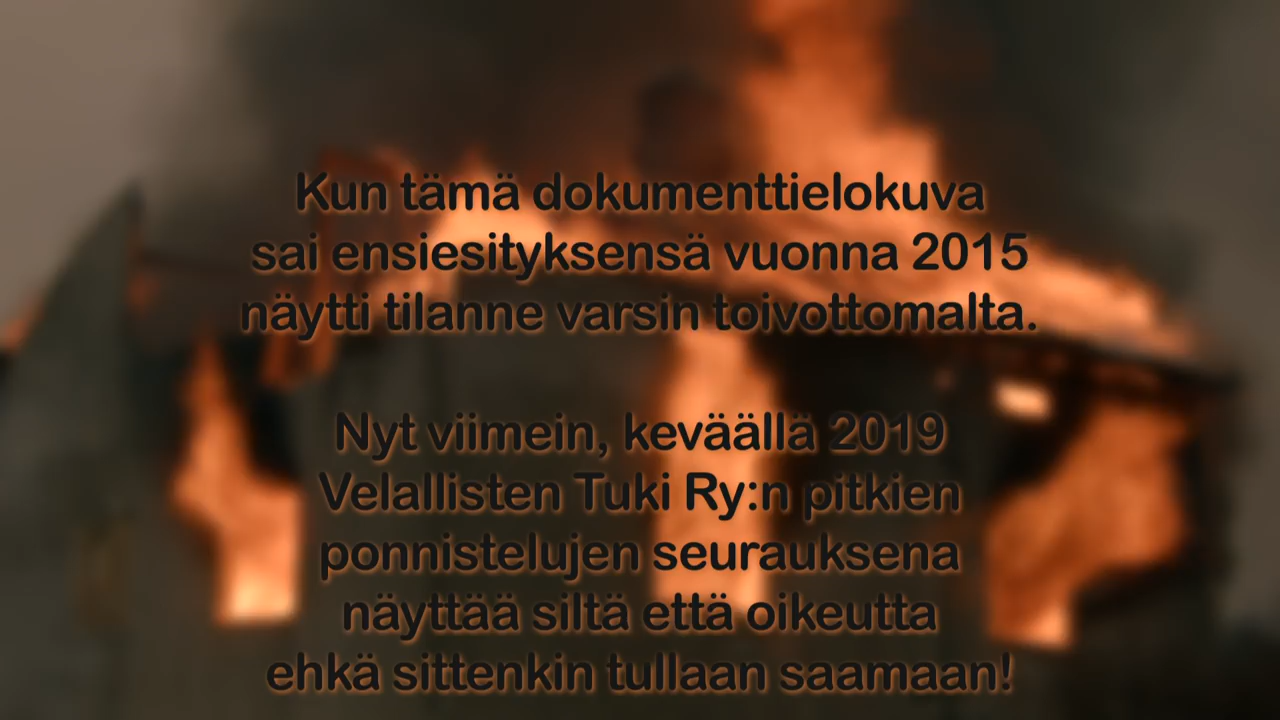 Kun tämä dokumenttielokuva
sai ensiesityksensä vuonna 2015
näytti tilanne varsin toivottomalta.
Nyt viimein, keväällä 2019
Velallisten Tuki Ry:n pitkien
ponnistelujen seurauksena
näyttää siltä että oikeutta
ehkä sittenkin tullaan saamaan!